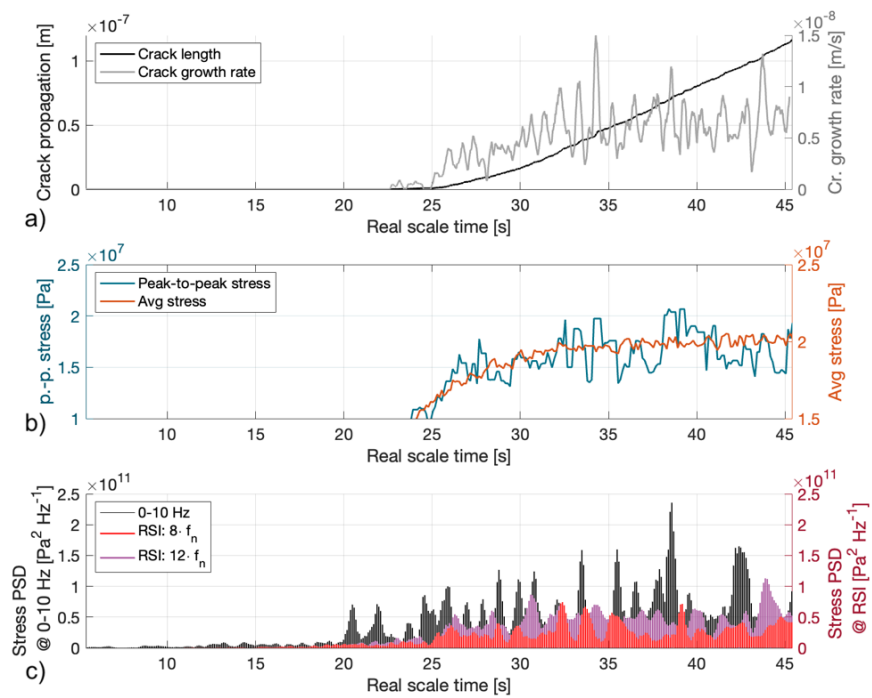 ×10⁻⁷
×10⁻⁸
Crack propagation [m]
1
0.5
0
Crack length
Crack growth rate
1.5
1
0.5
0
Cr. growth rate [m/s]
10 15 20 25 30 35 40 45
Real scale time [s]
a)
×10⁷
×10⁷
p.-p. stress [Pa]
2.5
2
1.5
1
Peak-to-peak stress
Avg stress
2.5
2
1.5
Avg stress [Pa]
10 15 20 25 30 35 40 45
Real scale time [s]
b)
×10¹¹
×10¹¹
Stress PSD
@ 0-10 Hz [Pa² Hz⁻¹]
2.5
2
1.5
1
0.5
0
0-10 Hz
RSI: 8· fₙ
RSI: 12· fₙ
2.5
2
1.5
1
0.5
0
Stress PSD
@ RSI [Pa² Hz⁻¹]
10 15 20 25 30 35 40 45
Real scale time [s]
c)